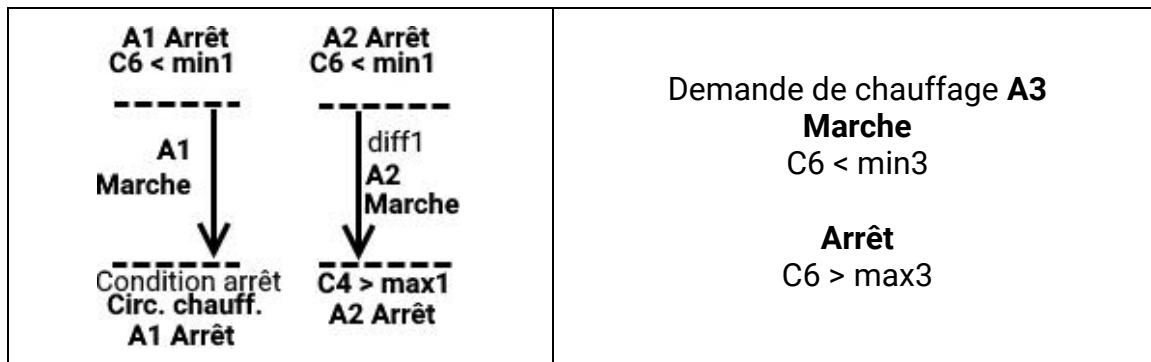 A1 Arrêt
C6 < min1
A1
Marche
Condition arrêt
Circ. chauff.
A1 Arrêt
A2 Arrêt
C6 < min1
diff1
A2
Marche
C4 > max1
A2 Arrêt
Demande de chauffage A3
Marche
C6 < min3
Arrêt
C6 > max3